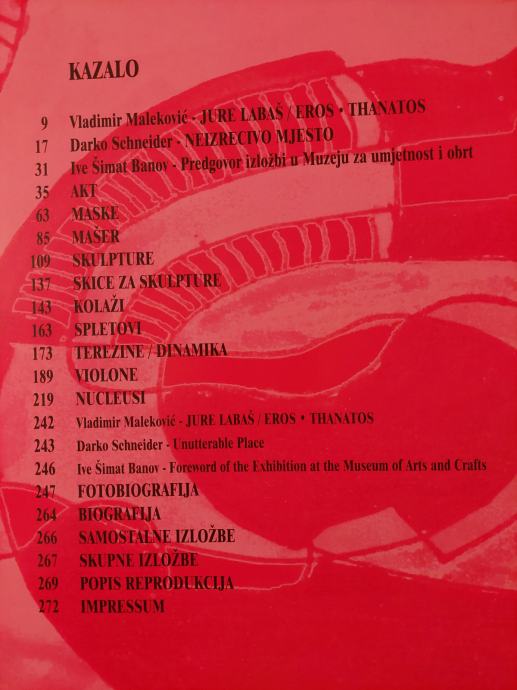 KAZALO
9 Vladimir Maleković - JURE LABAŠ / EROS • THANATOS
17 Darko Schneider - NEIZRECIVO MJESTO
31 Ive Šimat Banov - Predgovor izložbi u Muzeju za umjetnost i obrt
35 AKT
63 MASKE
85 MAŠER
109 SKULPTURE
137 SKICE ZA SKULPTURE
143 KOLAŽI
163 SPLETOVI
173 TEREZINE / DINAMIKA
189 VIOLONE
219 NUCLEUSI
242 Vladimir Maleković - JURE LABAŠ / EROS • THANATOS
243 Darko Schneider - Unutterable Place
246 Ive Šimat Banov - Foreword of the Exhibition at the Museum of Arts and Crafts
247 FOTOBIOGRAFIJA
264 BIOGRAFIJA
266 SAMOSTALNE IZLOŽBE
267 SKUPNE IZLOŽBE
269 POPIS REPRODUKCIJA
272 IMPRESSUM